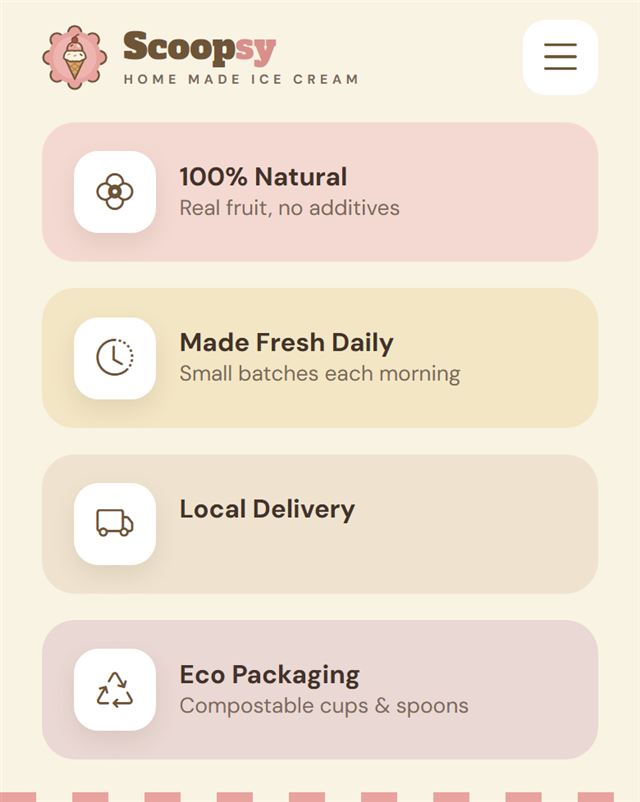 Scoopsy
HOME MADE ICE CREAM
100% Natural
Real fruit, no additives
Made Fresh Daily
Small batches each morning
Local Delivery
Eco Packaging
Compostable cups & spoons